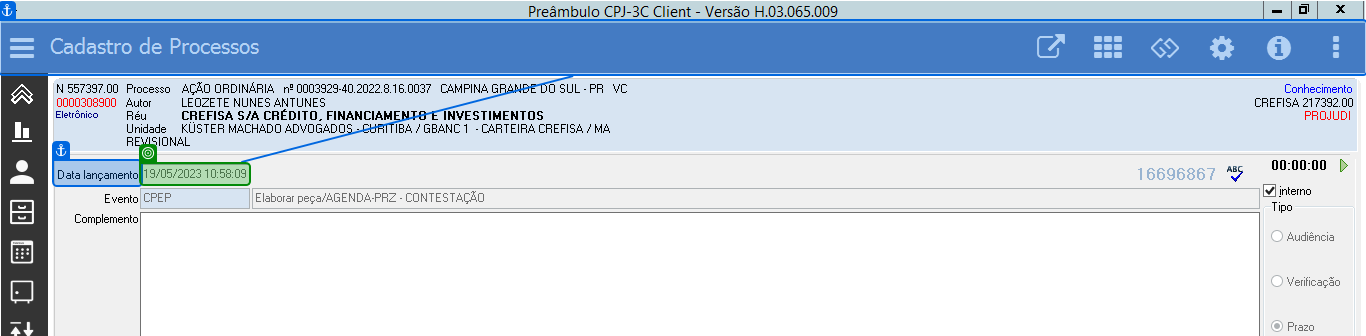 Preâmbulo CPJ-3C Client - Versão H.03.065.009
Cadastro de Processos
N 557397.00 Processo AÇÃO ORDINÁRIA nº 0003929-40.2022.8.16.0037 CAMPINA GRANDE DO SUL - PR VC Conhecimento
0000308900 Autor LEOZETE NUNES ANTUNES CREFISA 217392.00
Eletrônico Réu CREFISA S/A CRÉDITO, FINANCIAMENTO E INVESTIMENTOS PROJUDI
Unidade KÜSTER MACHADO ADVOGADOS - CURITIBA / GBANC 1 - CARTEIRA CREFISA / MA
REVISIONAL
Data lançamento 19/05/2023 10:58:09 16696867 ABC 00:00:00
Evento CPEP Elaborar peça/AGENDA-PRZ - CONTESTAÇÃO interno
Complemento Tipo
Audiência
Verificação
Prazo